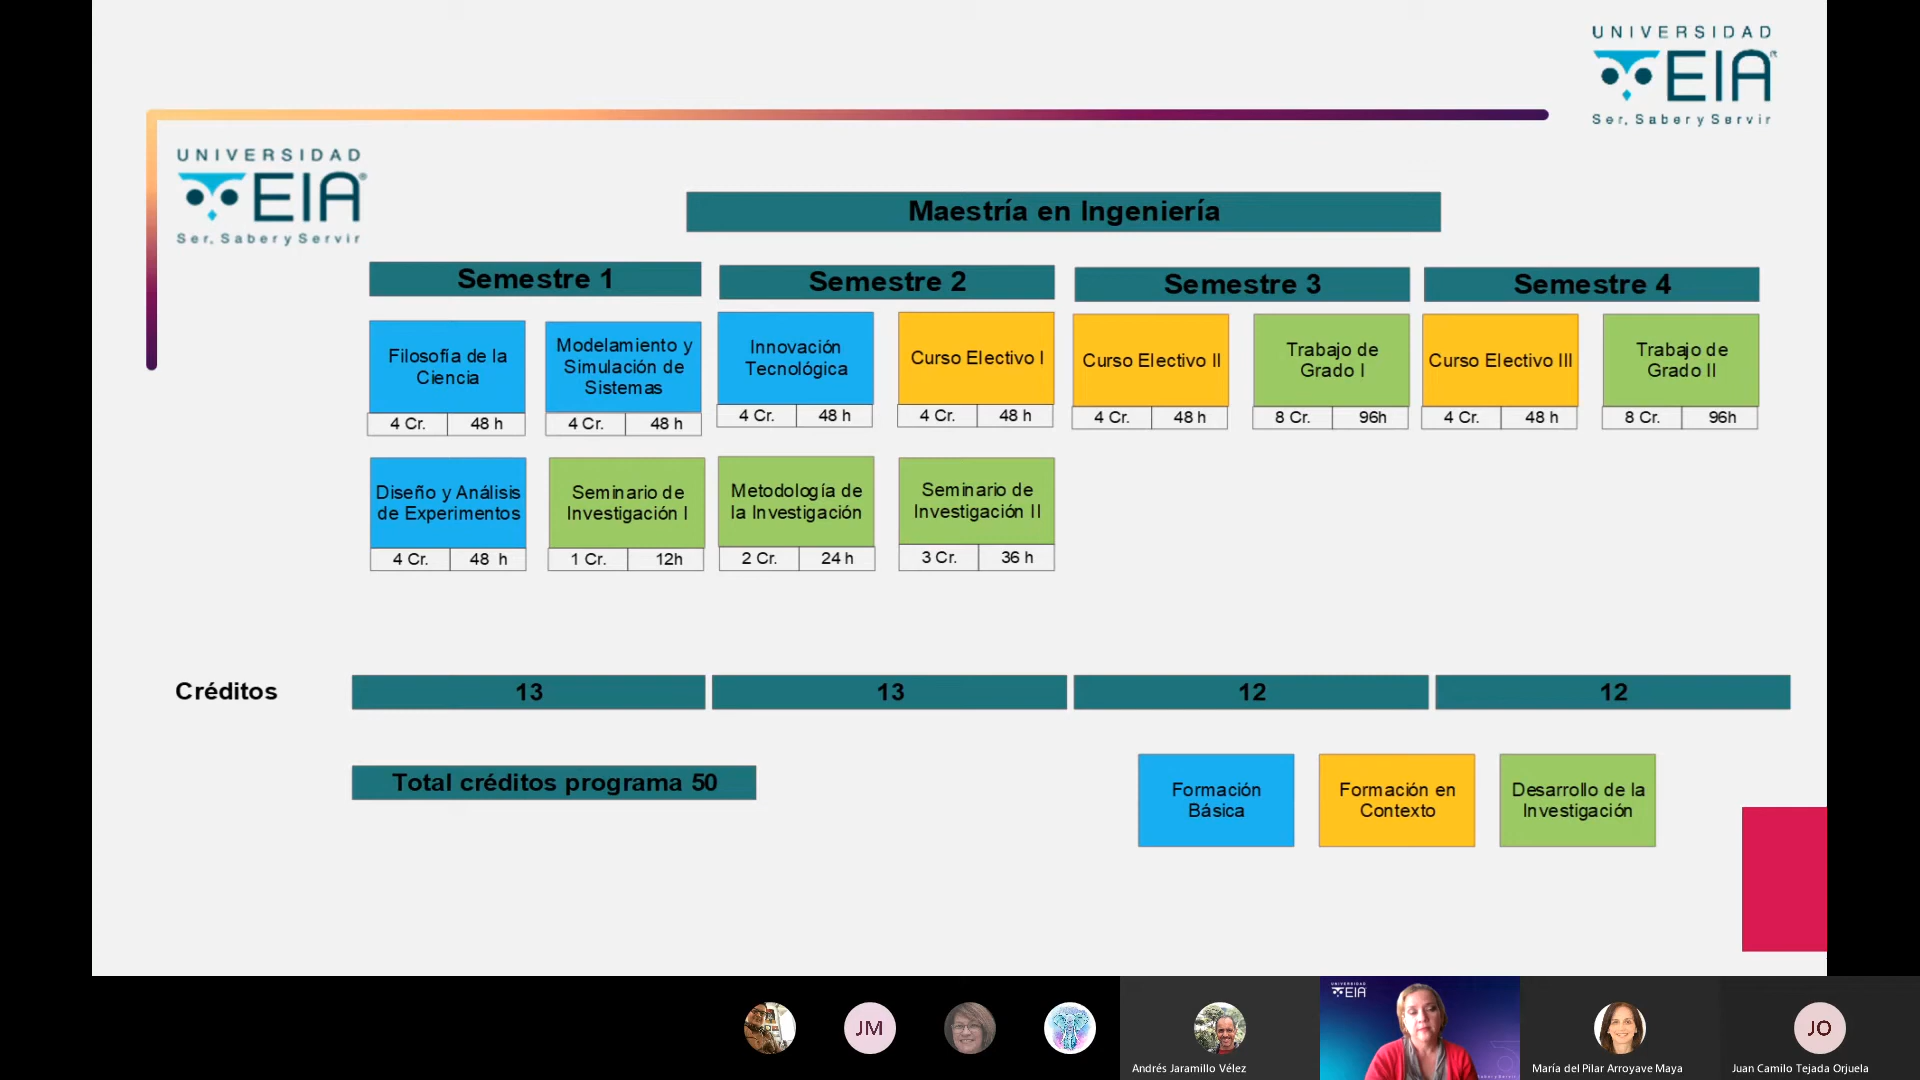 UNIVERSIDAD
EIA
Ser, Saber y Servir
UNIVERSIDAD
EIA
Ser, Saber y Servir
Maestría en Ingeniería
Semestre 1
Semestre 2
Semestre 3
Semestre 4
Filosofía de la
Ciencia
4 Cr.
48 h
Modelamiento y
Simulación de
Sistemas
4 Cr.
48 h
Innovación
Tecnológica
4 Cr.
48 h
Curso Electivo I
4 Cr.
48 h
Curso Electivo II
4 Cr.
48 h
Trabajo de
Grado I
8 Cr.
96h
Curso Electivo III
4 Cr.
48 h
Trabajo de
Grado II
8 Cr.
96h
Diseño y Análisis
de Experimentos
4 Cr.
48 h
Seminario de
Investigación I
1 Cr.
12h
Metodología de
la Investigación
2 Cr.
24 h
Seminario de
Investigación II
3 Cr.
36 h
Créditos
13
13
12
12
Total créditos programa 50
Formación
Básica
Formación en
Contexto
Desarrollo de la
Investigación
JM
Andrés Jaramillo Vélez
UNIVERSIDAD
EIA
María del Pilar Arroyave Maya
JO
Juan Camilo Tejada Orjuela